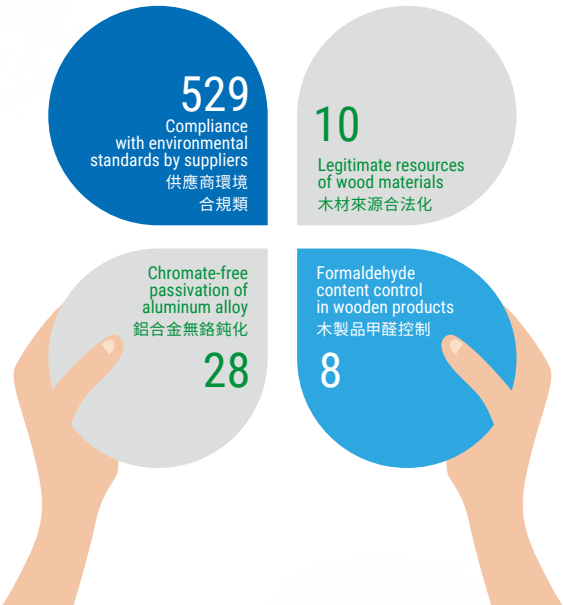 529
Compliance
with environmental
standards by suppliers
供應商環境
合規類
10
Legitimate resources
of wood materials
木材來源合法化
Chromate-free
passivation of
aluminum alloy
鋁合金無鉻鈍化
28
Formaldehyde
content control
in wooden products
木製品甲醛控制
8